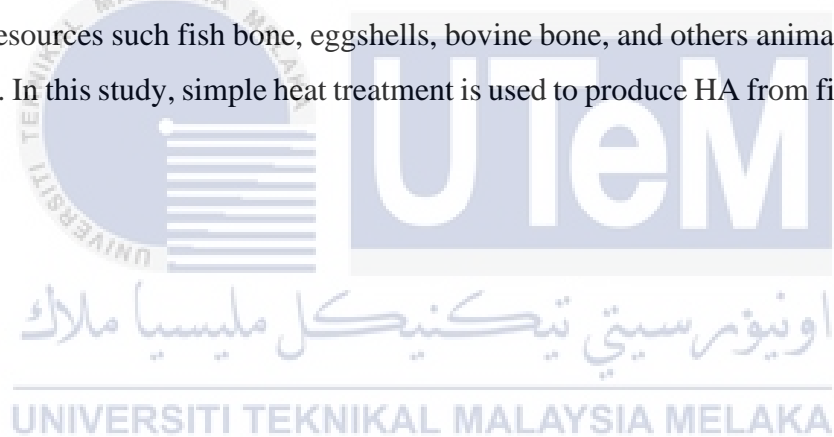 esources such fish bone, eggshells, bovine bone, and others anima
. In this study, simple heat treatment is used to produce HA from fi
UTeM
اونيۏرسيتي تيكنيكل مليسيا ملاك
UNIVERSITI TEKNIKAL MALAYSIA MELAKA